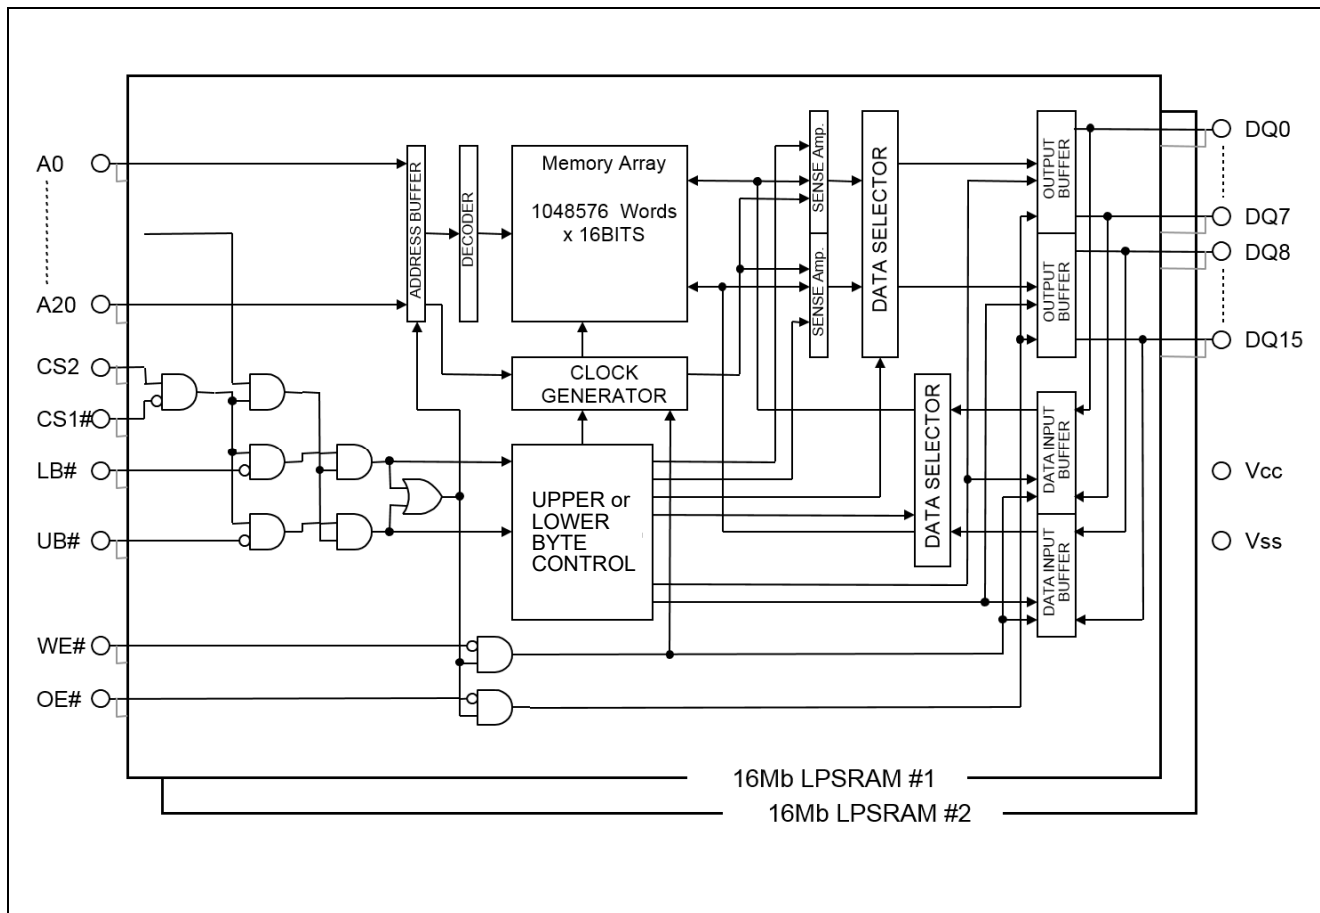 A0
A20
CS2
CS1#
LB#
UB#
WE#
OE#
ADDRESS BUFFER
DECODER
Memory Array
1048576 Words
x 16BITS
CLOCK
GENERATOR
UPPER or
LOWER
BYTE
CONTROL
SENSE Amp.
SENSE Amp.
DATA SELECTOR
DATA SELECTOR
OUTPUT
BUFFER
OUTPUT
BUFFER
DATA INPUT
BUFFER
DATA INPUT
BUFFER
DQ0
DQ7
DQ8
DQ15
Vcc
Vss
16Mb LPSRAM #1
16Mb LPSRAM #2